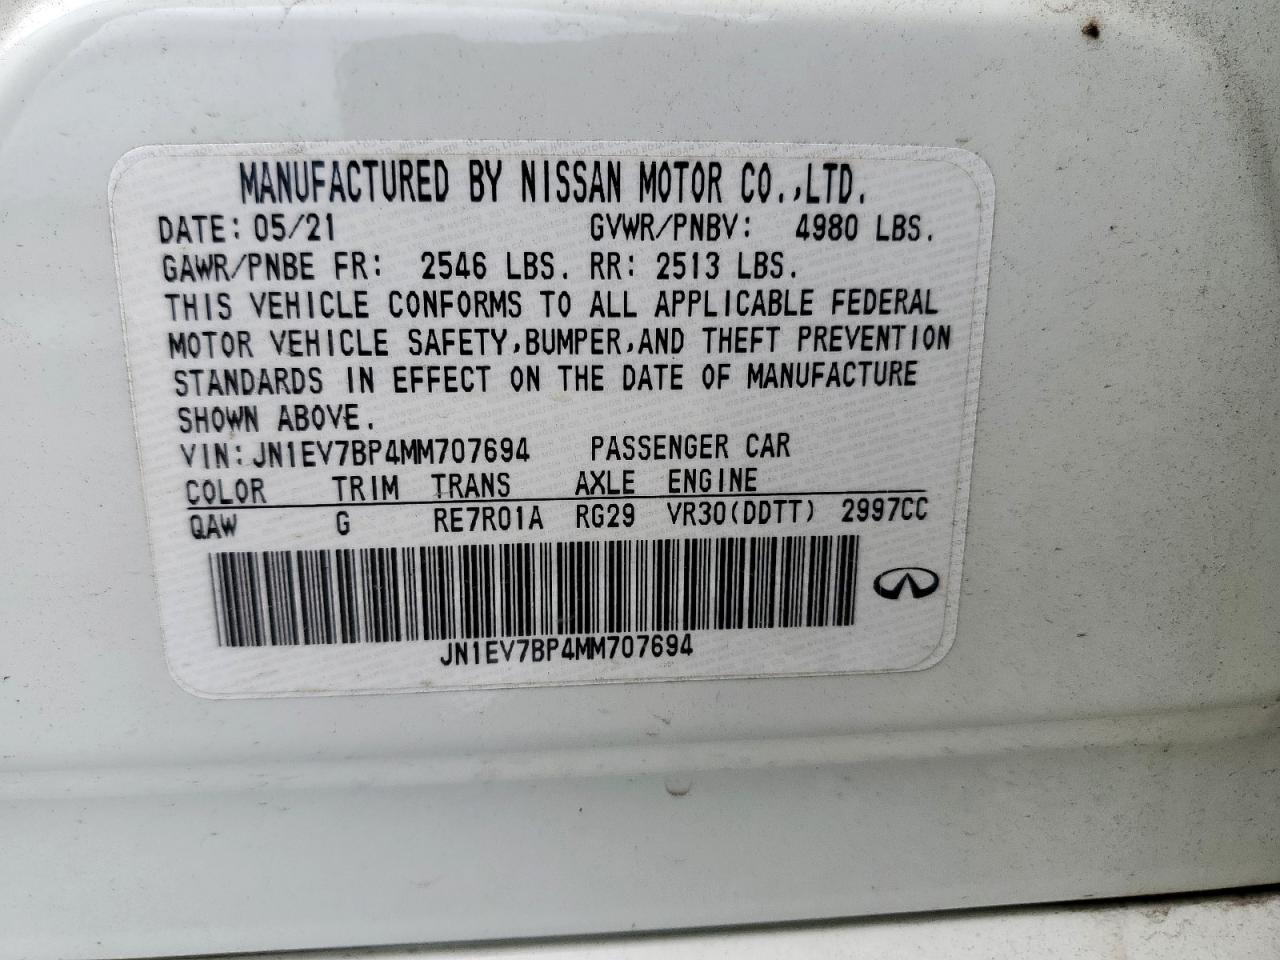 MANUFACTURED BY NISSAN MOTOR CO.,LTD.
DATE: 05/21 GVWR/PNBV: 4980 LBS.
GAWR/PNBE FR: 2546 LBS. RR: 2513 LBS.
THIS VEHICLE CONFORMS TO ALL APPLICABLE FEDERAL
MOTOR VEHICLE SAFETY,BUMPER,AND THEFT PREVENTION
STANDARDS IN EFFECT ON THE DATE OF MANUFACTURE
SHOWN ABOVE.
VIN: JN1EV7BP4MM707694 PASSENGER CAR
COLOR TRIM TRANS AXLE ENGINE
QAW G RE7R01A RG29 VR30(DDTT) 2997CC
JN1EV7BP4MM707694